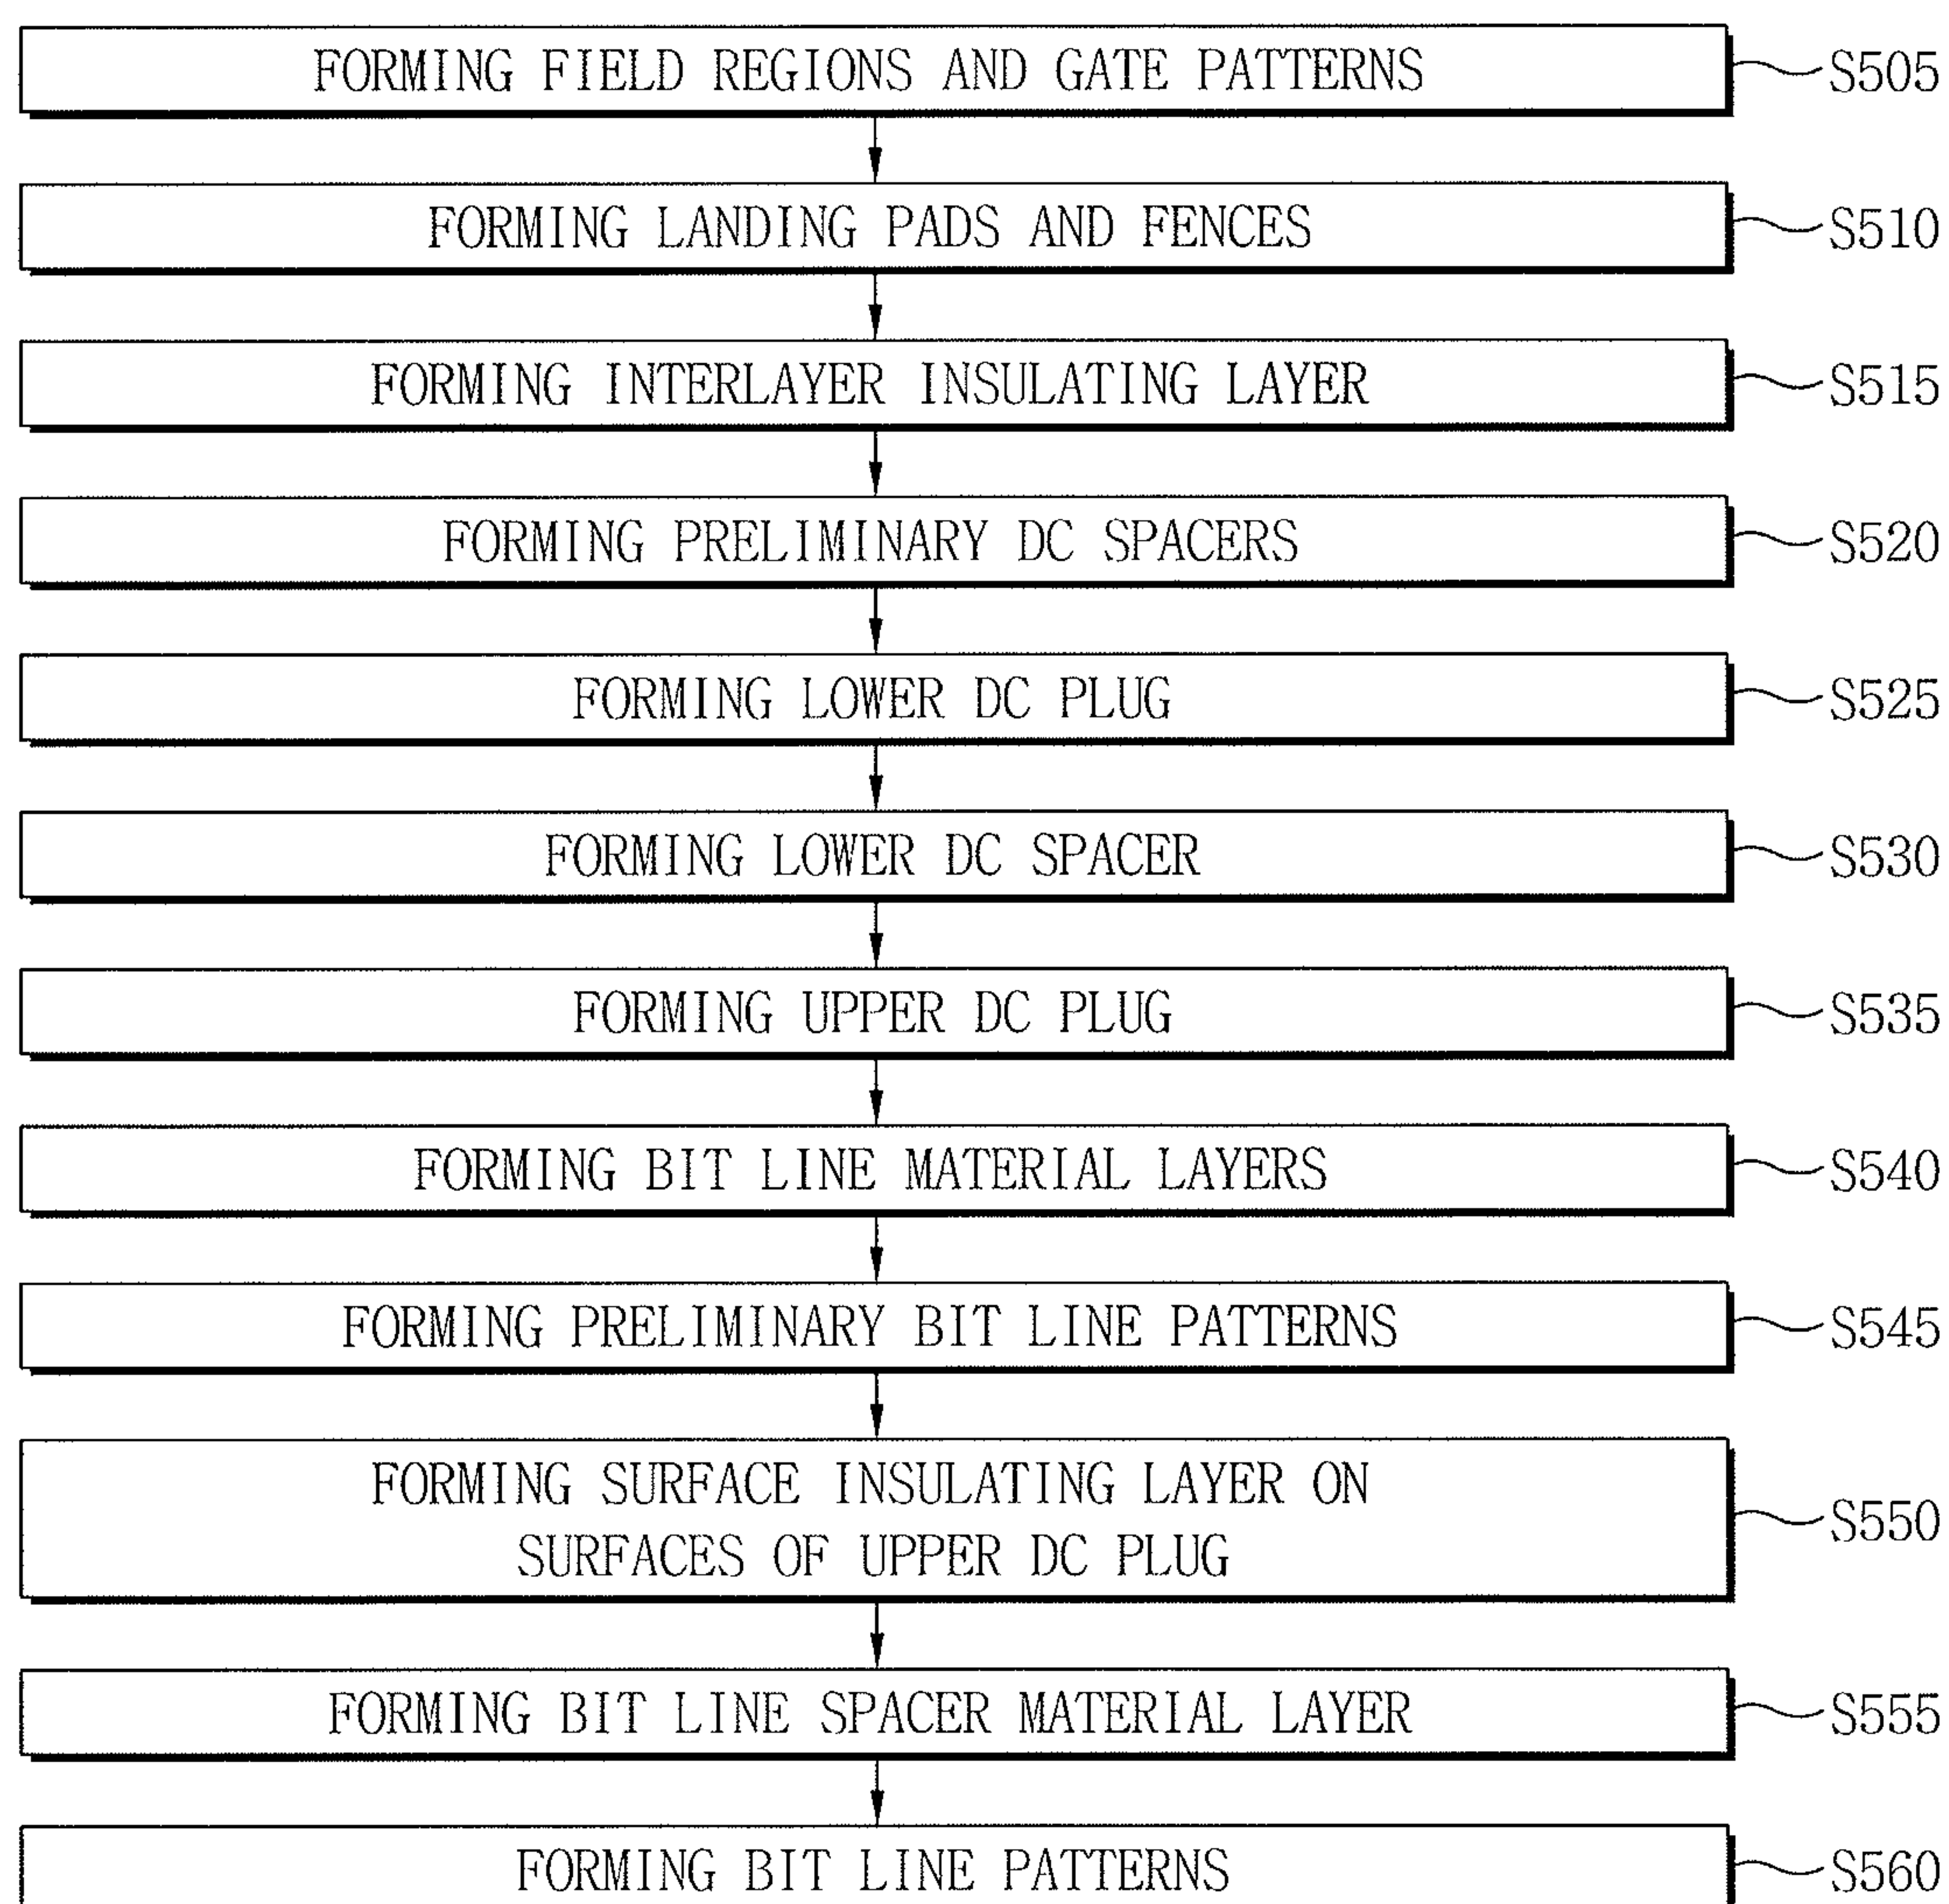 FORMING FIELD REGIONS AND GATE PATTERNS S505
FORMING LANDING PADS AND FENCES S510
FORMING INTERLAYER INSULATING LAYER S515
FORMING PRELIMINARY DC SPACERS S520
FORMING LOWER DC PLUG S525
FORMING LOWER DC SPACER S530
FORMING UPPER DC PLUG S535
FORMING BIT LINE MATERIAL LAYERS S540
FORMING PRELIMINARY BIT LINE PATTERNS S545
FORMING SURFACE INSULATING LAYER ON
SURFACES OF UPPER DC PLUG
S550
FORMING BIT LINE SPACER MATERIAL LAYER S555
FORMING BIT LINE PATTERNS S560